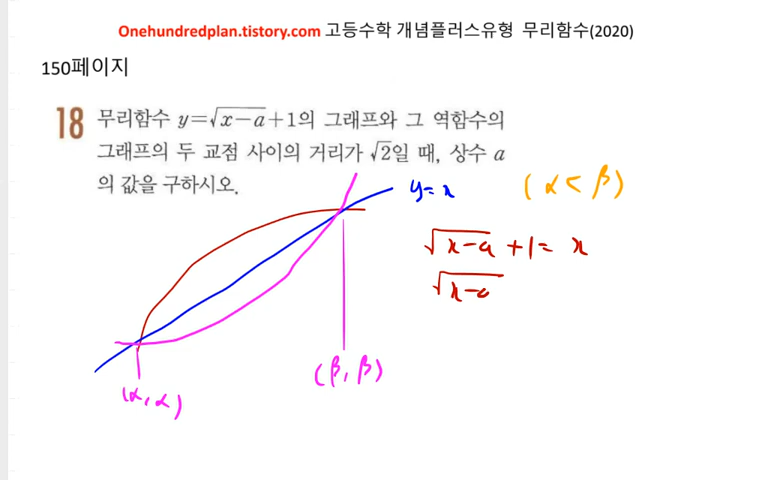 Onehundredplan.tistory.com 고등수학 개념플러스유형 무리함수(2020)
150페이지
18 무리함수 y=√x-a+1의 그래프와 그 역함수의
그래프의 두 교점 사이의 거리가 √2일 때, 상수 a
의 값을 구하시오.
y=x
(α<β)
√x-a +1= x
√x-a
(β,β)
(α,α)